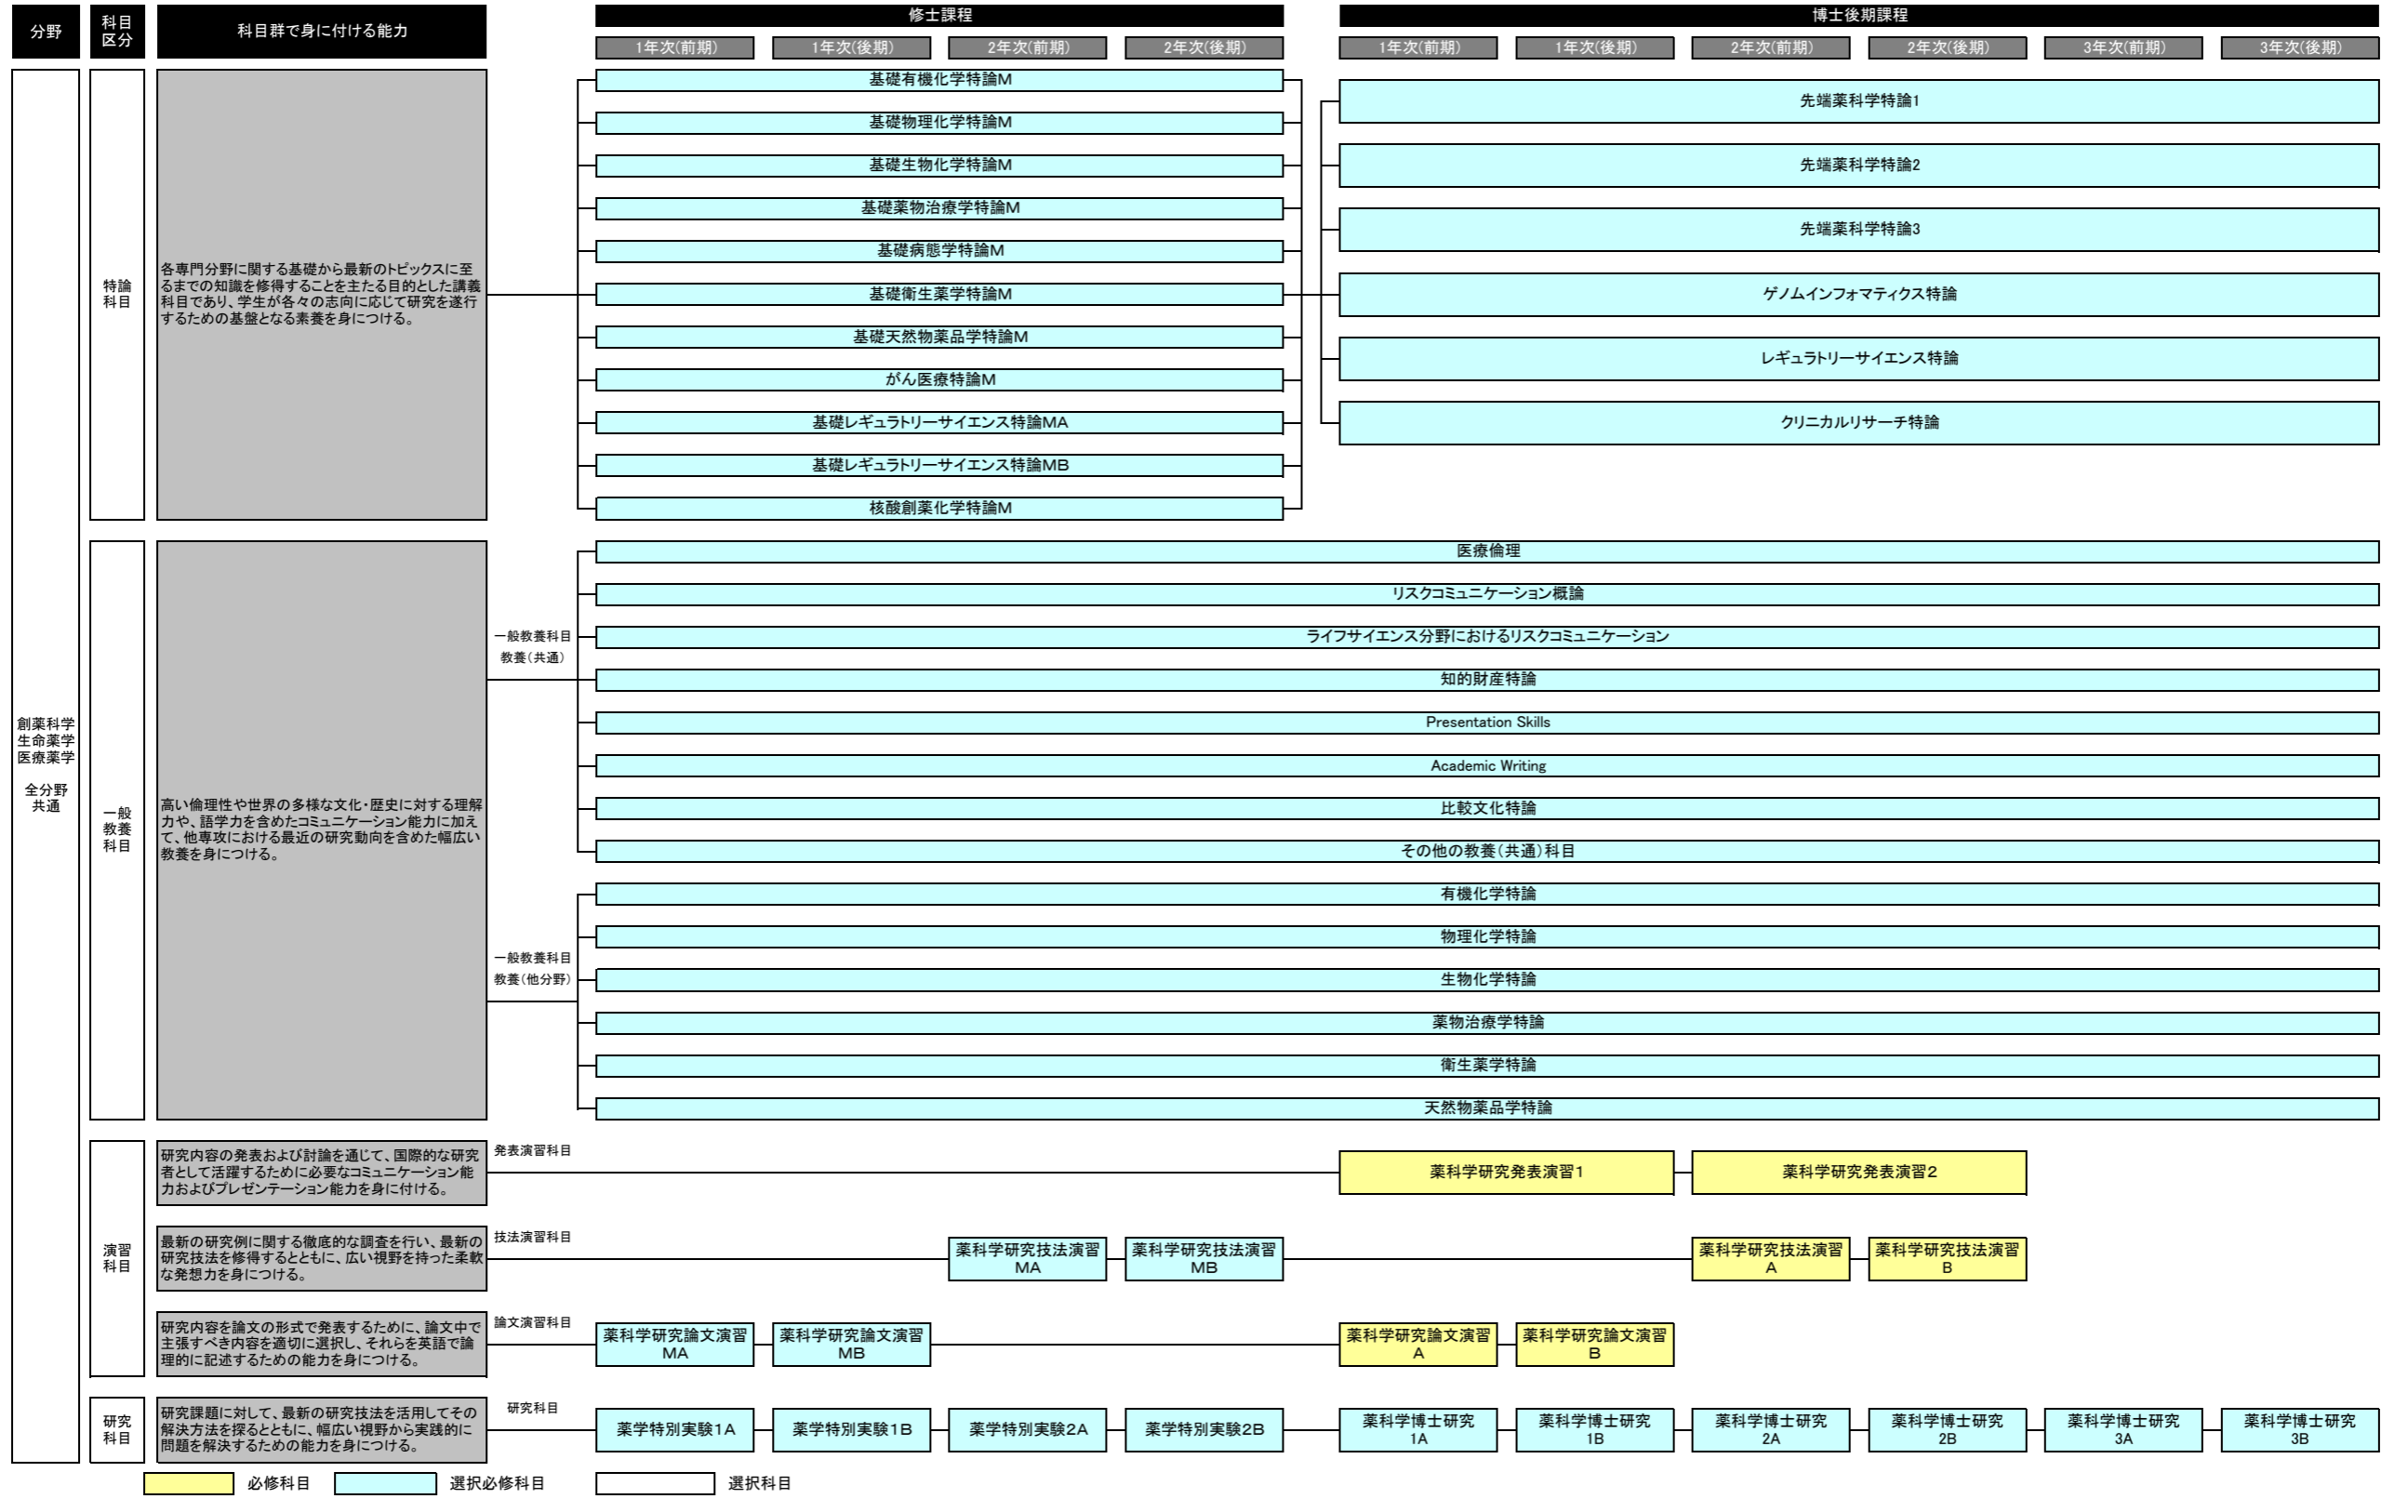 分野
科目
区分
科目群で身に付ける能力
修士課程
博士後期課程
1年次(前期)
1年次(後期)
2年次(前期)
2年次(後期)
1年次(前期)
1年次(後期)
2年次(前期)
2年次(後期)
3年次(前期)
3年次(後期)
創薬科学
生命薬学
医療薬学
全分野
共通
特論
科目
各専門分野に関する基礎から最新のトピックスに至
るまでの知識を修得することを主たる目的とした講義
科目であり、学生が各々の志向に応じて研究を遂行
するための基盤となる素養を身につける。
基礎有機化学特論M
基礎物理化学特論M
基礎生物化学特論M
基礎薬物治療学特論M
基礎病態学特論M
基礎衛生薬学特論M
基礎天然物薬品学特論M
がん医療特論M
基礎レギュラトリーサイエンス特論MA
基礎レギュラトリーサイエンス特論MB
核酸創薬化学特論M
先端薬科学特論1
先端薬科学特論2
先端薬科学特論3
ゲノムインフォマティクス特論
レギュラトリーサイエンス特論
クリニカルリサーチ特論
一般
教養
科目
高い倫理性や世界の多様な文化・歴史に対する理解
力や、語学力を含めたコミュニケーション能力に加え
て、他専攻における最近の研究動向を含めた幅広い
教養を身につける。
一般教養科目
教養(共通)
医療倫理
リスクコミュニケーション概論
ライフサイエンス分野におけるリスクコミュニケーション
知的財産特論
Presentation Skills
Academic Writing
比較文化特論
その他の教養(共通)科目
一般教養科目
教養(他分野)
有機化学特論
物理化学特論
生物化学特論
薬物治療学特論
衛生薬学特論
天然物薬品学特論
演習
科目
研究内容の発表および討論を通じて、国際的な研究
者として活躍するために必要なコミュニケーション能
力およびプレゼンテーション能力を身に付ける。
発表演習科目
薬科学研究発表演習1
薬科学研究発表演習2
最新の研究例に関する徹底的な調査を行い、最新の
研究技法を修得するとともに、広い視野を持った柔軟
な発想力を身につける。
技法演習科目
薬科学研究技法演習
MA
薬科学研究技法演習
MB
薬科学研究技法演習
A
薬科学研究技法演習
B
研究内容を論文の形式で発表するために、論文中で
主張すべき内容を適切に選択し、それらを英語で論
理的に記述するための能力を身につける。
論文演習科目
薬科学研究論文演習
MA
薬科学研究論文演習
MB
薬科学研究論文演習
A
薬科学研究論文演習
B
研究
科目
研究課題に対して、最新の研究技法を活用してその
解決方法を探るとともに、幅広い視野から実践的に
問題を解決するための能力を身につける。
研究科目
薬学特別実験1A
薬学特別実験1B
薬学特別実験2A
薬学特別実験2B
薬科学博士研究
1A
薬科学博士研究
1B
薬科学博士研究
2A
薬科学博士研究
2B
薬科学博士研究
3A
薬科学博士研究
3B
必修科目
選択必修科目
選択科目